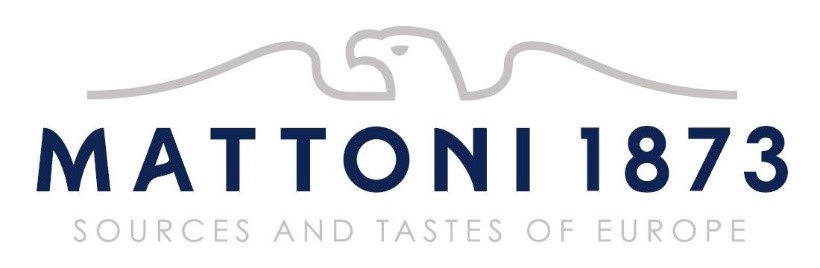 MATTONI 1873
SOURCES AND TASTES OF EUROPE